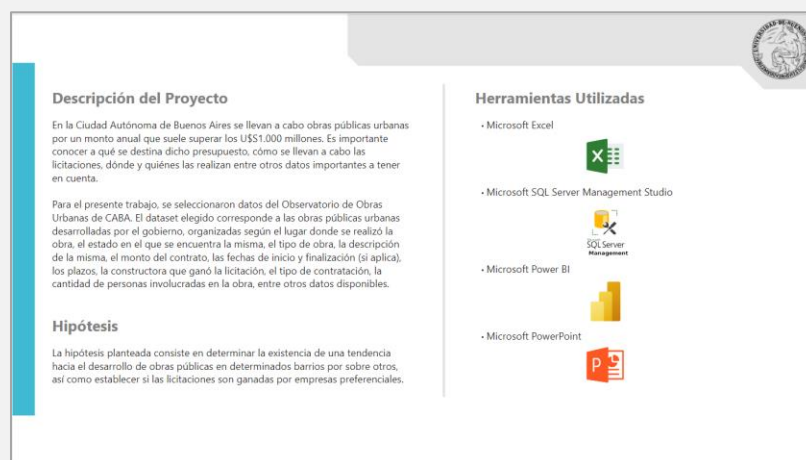 Descripción del Proyecto
En la Ciudad Autónoma de Buenos Aires se llevan a cabo obras públicas urbanas
por un monto anual que suele superar los U$S1.000 millones. Es importante
conocer a qué se destina dicho presupuesto, cómo se llevan a cabo las
licitaciones, dónde y quiénes las realizan entre otros datos importantes a tener
en cuenta.
Para el presente trabajo, se seleccionaron datos del Observatorio de Obras
Urbanas de CABA. El dataset elegido corresponde a las obras públicas urbanas
desarrolladas por el gobierno, organizadas según el lugar donde se realizó la
obra, el estado en el que se encuentra la misma, el tipo de obra, la descripción
de la misma, el monto del contrato, las fechas de inicio y finalización (si aplica),
los plazos, la constructora que ganó la licitación, el tipo de contratación, la
cantidad de personas involucradas en la obra, entre otros datos disponibles.
Hipótesis
La hipótesis planteada consiste en determinar la existencia de una tendencia
hacia el desarrollo de obras públicas en determinados barrios por sobre otros,
así como establecer si las licitaciones son ganadas por empresas preferenciales.
Herramientas Utilizadas
• Microsoft Excel
X
• Microsoft SQL Server Management Studio
SQL Server
Management
• Microsoft Power BI
• Microsoft PowerPoint
P